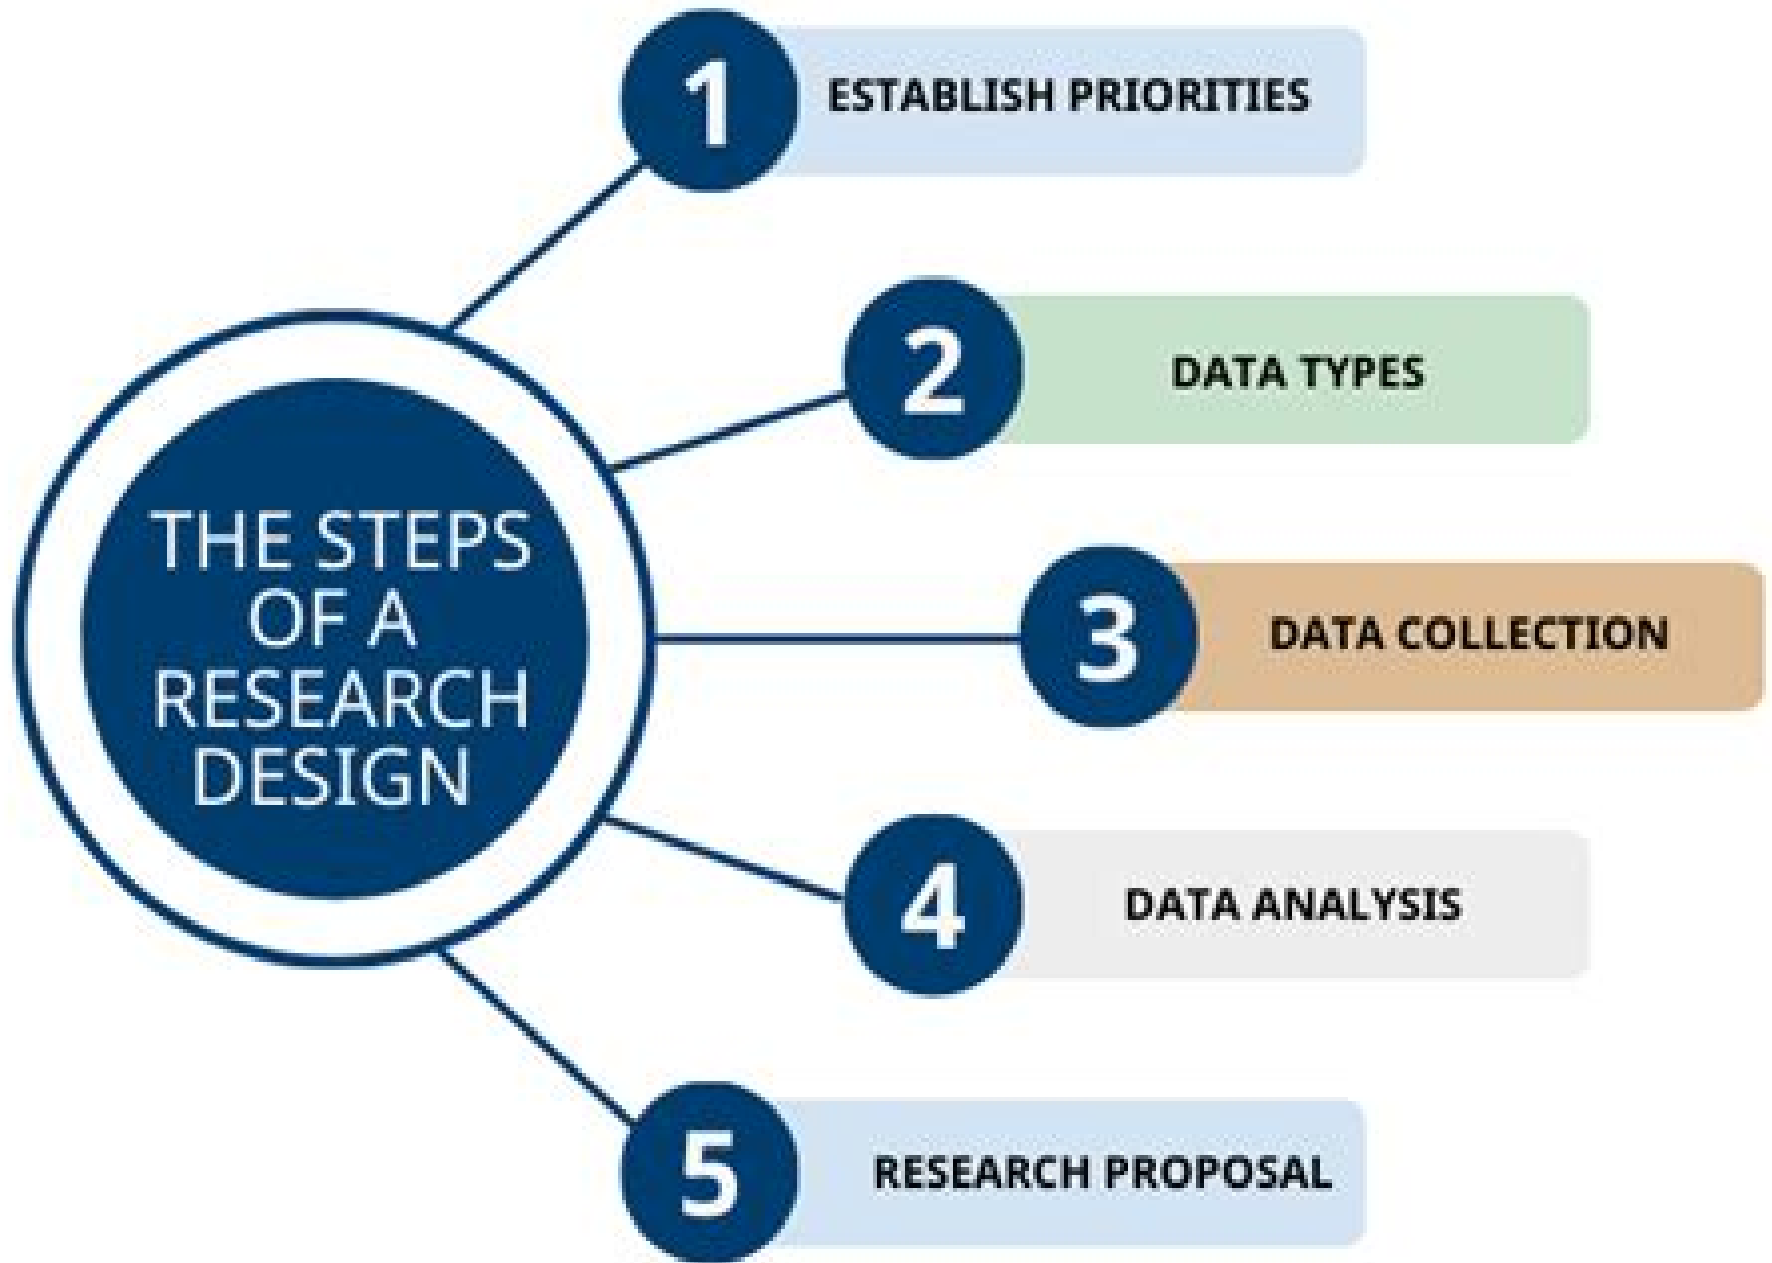 THE STEPS
OF A
RESEARCH
DESIGN
1
ESTABLISH PRIORITIES
2
DATA TYPES
3
DATA COLLECTION
4
DATA ANALYSIS
5
RESEARCH PROPOSAL